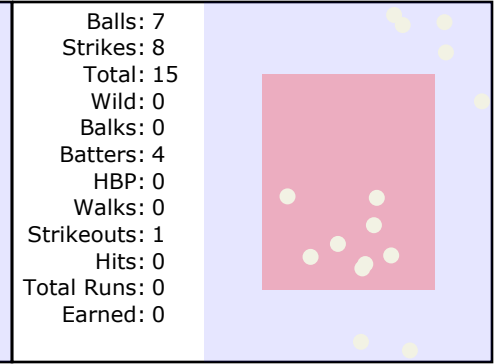 Balls: 7
Strikes: 8
Total: 15
Wild: 0
Balks: 0
Batters: 4
HBP: 0
Walks: 0
Strikeouts: 1
Hits: 0
Total Runs: 0
Earned: 0